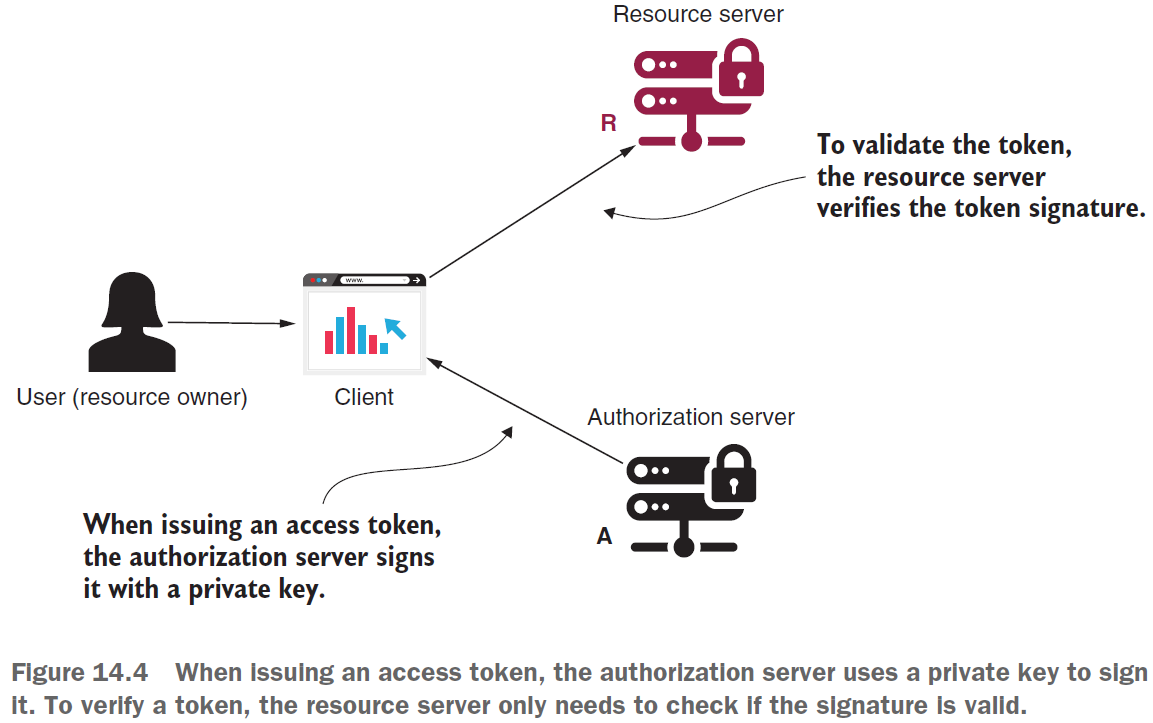 Resource server
R
To validate the token,
the resource server
verifies the token signature.
www.
User (resource owner)
Client
Authorization server
A
When issuing an access token,
the authorization server signs
it with a private key.
Figure 14.4 When issuing an access token, the authorization server uses a private key to sign
it. To verify a token, the resource server only needs to check if the signature is valid.